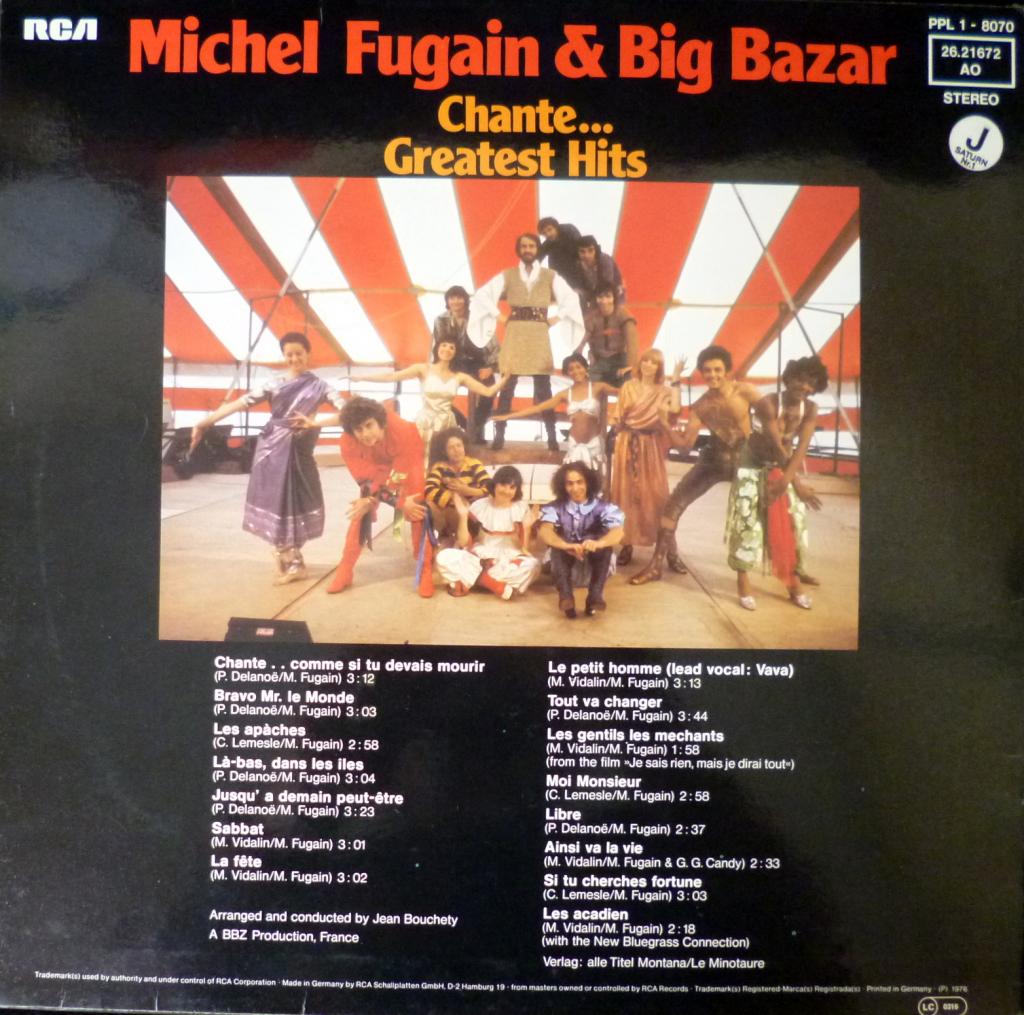 RCA
Michel Fugain & Big Bazar
PPL 1 - 8070
26.21672
AO
STEREO
J
SATURN
Nr.1
Chante...
Greatest Hits
Chante . . comme si tu devais mourir
(P. Delanoë/M. Fugain) 3:12
Bravo Mr. le Monde
(P. Delanoë/M. Fugain) 3:03
Les apàches
(C. Lemesle/M. Fugain) 2:58
Là-bas, dans les iles
(P. Delanoë/M. Fugain) 3:04
Jusqu' a demain peut-être
(P. Delanoë/M. Fugain) 3:23
Sabbat
(M. Vidalin/M. Fugain) 3:01
La fête
(M. Vidalin/M. Fugain) 3:02
Arranged and conducted by Jean Bouchety
A BBZ Production, France
Le petit homme (lead vocal: Vava)
(M. Vidalin/M. Fugain) 3:13
Tout va changer
(P. Delanoë/M. Fugain) 3:44
Les gentils les mechants
(M. Vidalin/M. Fugain) 1:58
(from the film »Je sais rien, mais je dirai tout«)
Moi Monsieur
(C. Lemesle/M. Fugain) 2:58
Libre
(P. Delanoë/M. Fugain) 2:37
Ainsi va la vie
(M. Vidalin/M. Fugain & G. G. Candy) 2:33
Si tu cherches fortune
(C. Lemesle/M. Fugain) 3:03
Les acadien
(M. Vidalin/M. Fugain) 2:18
(with the New Bluegrass Connection)
Verlag: alle Titel Montana/Le Minotaure
Trademark(s) used by authority and under control of RCA Corporation · Made in Germany by RCA Schallplatten GmbH, D-2 Hamburg 19 · from masters owned or controlled by RCA Records · Trademark(s) Registered-Marca(s) Registrada(s) · Printed in Germany · (P) 1976
LC 0316